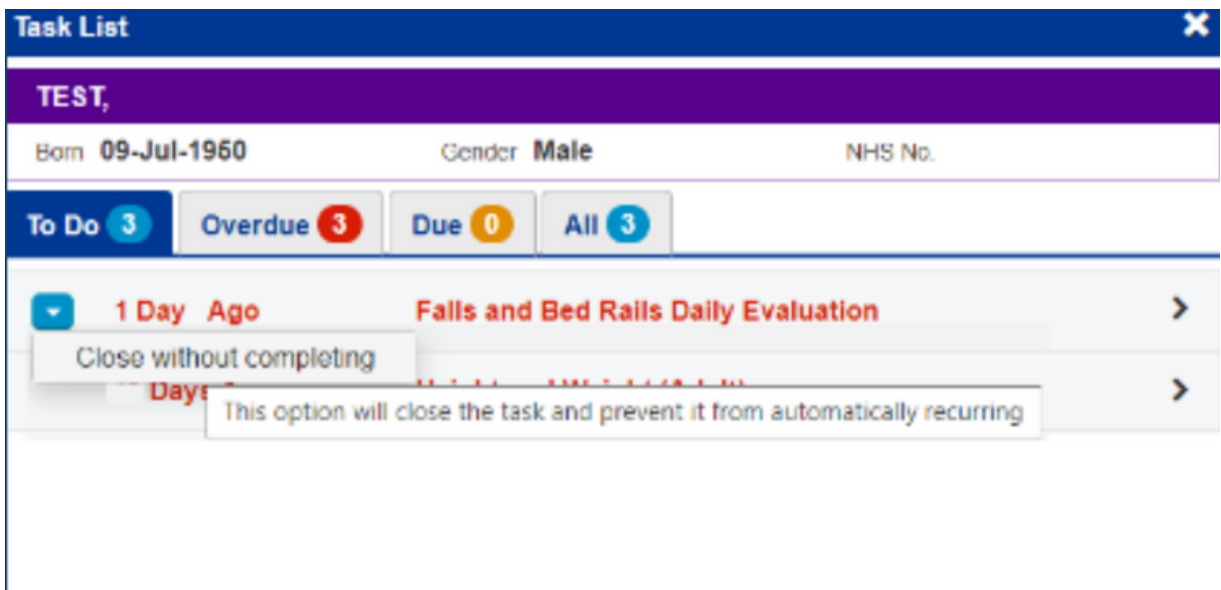 Task List
TEST,
Born 09-Jul-1960 Gender Male NHS No.
To Do 3 Overdue 3 Due 0 All 3
1 Day Ago Falls and Bed Rails Daily Evaluation
Close without completing
Days
This option will close the task and prevent it from automatically recurring